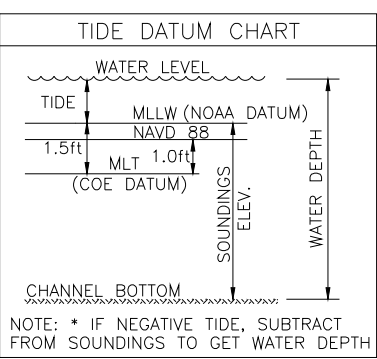 TIDE DATUM CHART
WATER LEVEL
TIDE
MLLW (NOAA DATUM)
NAVD 88
1.5ft
1.0ft
MLT
(COE DATUM)
SOUNDINGS
ELEV.
WATER DEPTH
CHANNEL BOTTOM
NOTE: * IF NEGATIVE TIDE, SUBTRACT
FROM SOUNDINGS TO GET WATER DEPTH